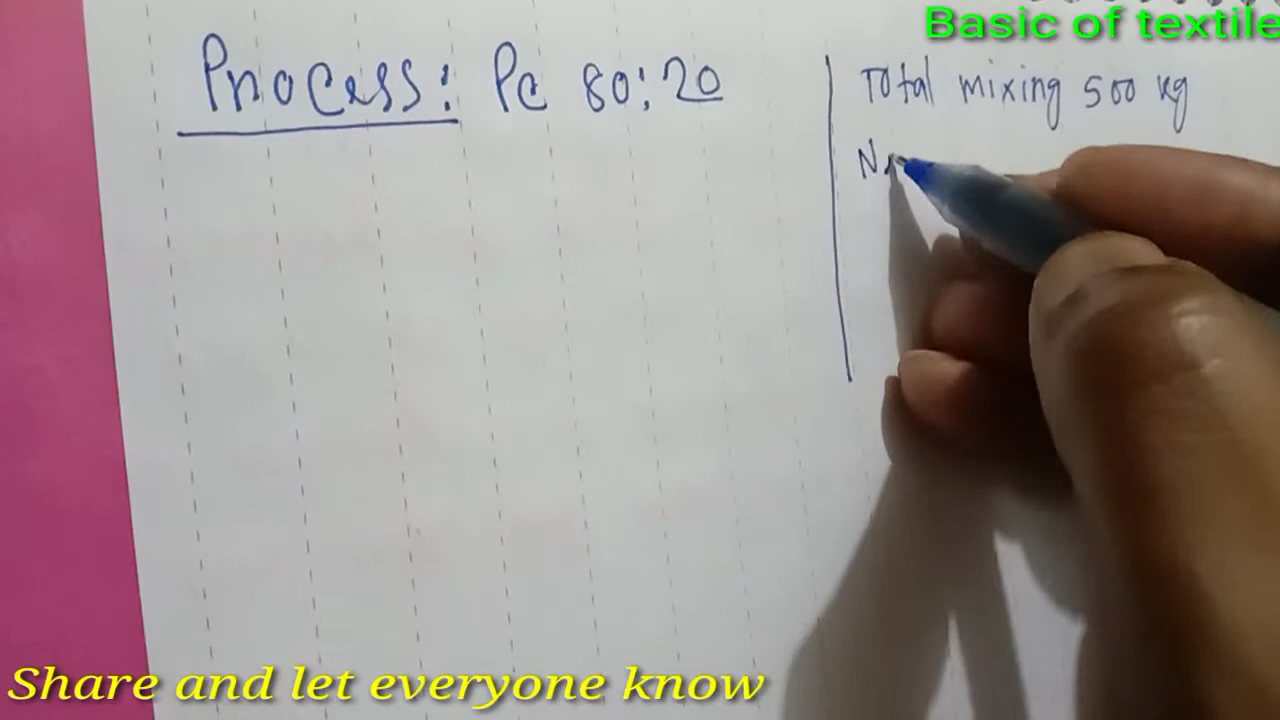 Basic of textile
Process: Pc 80:20
Total mixing 500 kg
Share and let everyone know